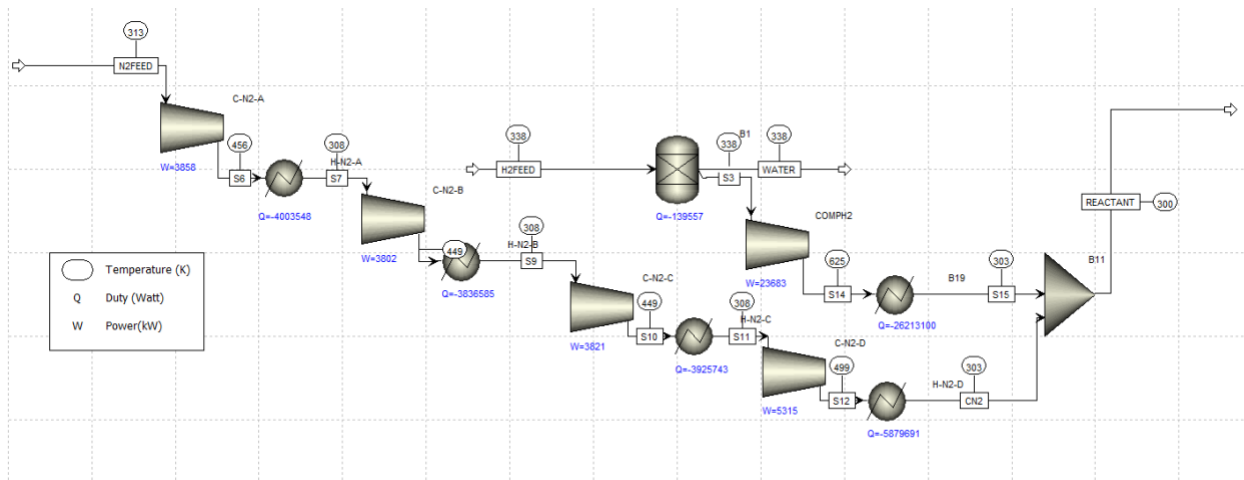 313
N2FEED
C-N2-A
W=3858
456
S6
Q=-4003548
308
H-N2-A
S7
C-N2-B
W=3802
449
Q=-3836585
H-N2-B
308
S9
338
H2FEED
Q=-139557
B1
338
S3
338
WATER
COMPH2
W=23683
625
S14
B19
Q=-26213100
303
S15
C-N2-C
W=3821
449
S10
Q=-3925743
308
H-N2-C
S11
C-N2-D
W=5315
499
S12
Q=-5879691
H-N2-D
303
CN2
B11
REACTANT
300
Temperature (K)
Q Duty (Watt)
W Power(kW)